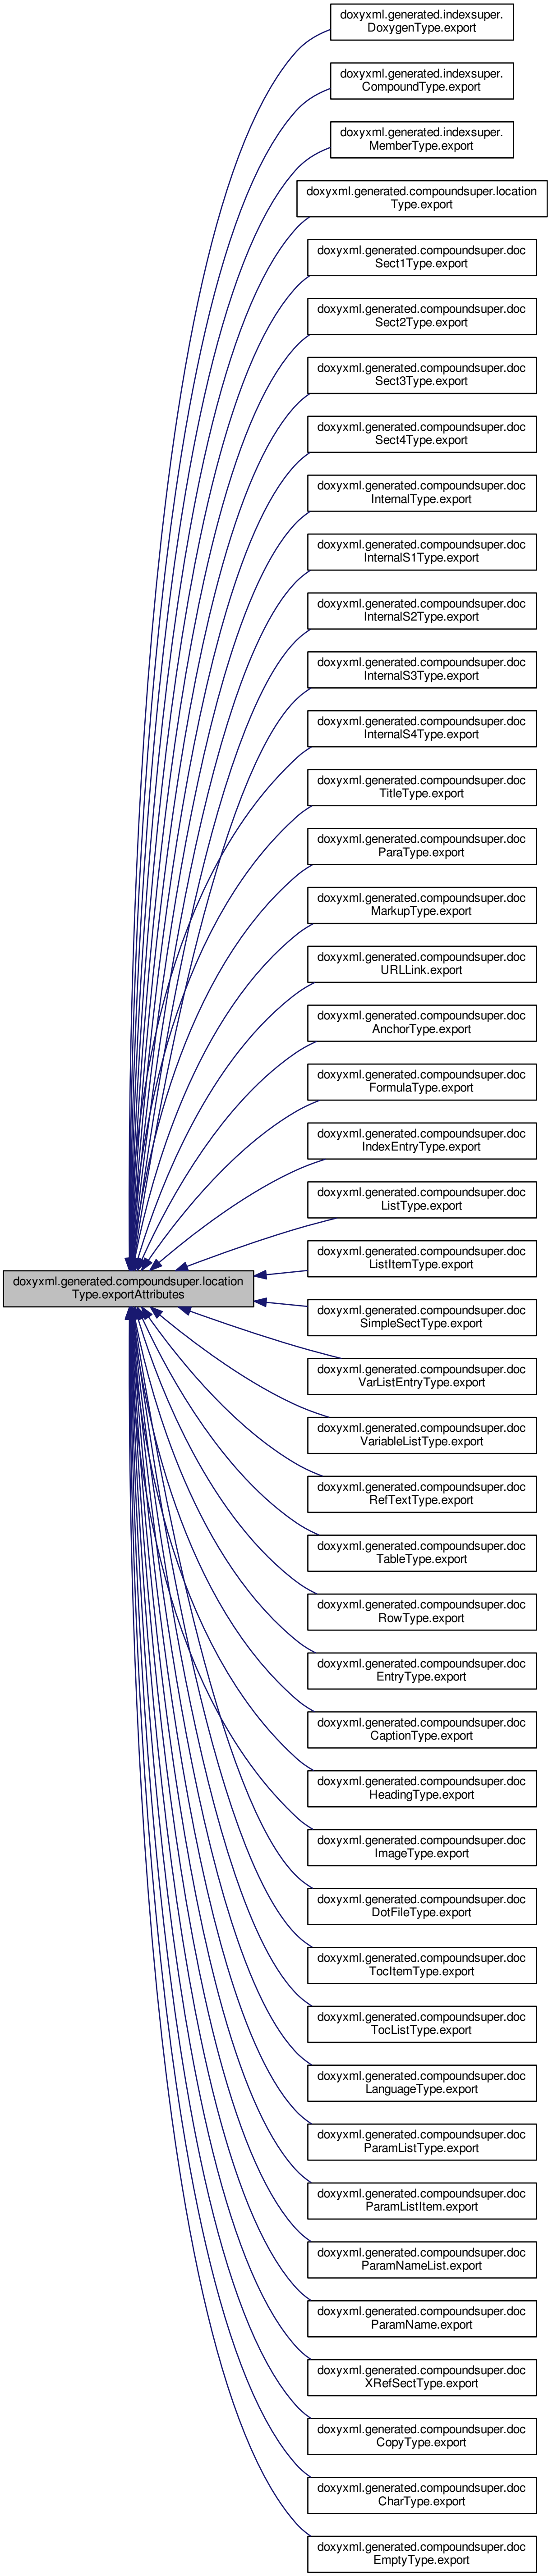 doxyxml.generated.indexsuper.
DoxygenType.export
doxyxml.generated.indexsuper.
CompoundType.export
doxyxml.generated.indexsuper.
MemberType.export
doxyxml.generated.compoundsuper.location
Type.export
doxyxml.generated.compoundsuper.doc
Sect1Type.export
doxyxml.generated.compoundsuper.doc
Sect2Type.export
doxyxml.generated.compoundsuper.doc
Sect3Type.export
doxyxml.generated.compoundsuper.doc
Sect4Type.export
doxyxml.generated.compoundsuper.doc
InternalType.export
doxyxml.generated.compoundsuper.doc
InternalS1Type.export
doxyxml.generated.compoundsuper.doc
InternalS2Type.export
doxyxml.generated.compoundsuper.doc
InternalS3Type.export
doxyxml.generated.compoundsuper.doc
InternalS4Type.export
doxyxml.generated.compoundsuper.doc
TitleType.export
doxyxml.generated.compoundsuper.doc
ParaType.export
doxyxml.generated.compoundsuper.doc
MarkupType.export
doxyxml.generated.compoundsuper.doc
URLLink.export
doxyxml.generated.compoundsuper.doc
AnchorType.export
doxyxml.generated.compoundsuper.doc
FormulaType.export
doxyxml.generated.compoundsuper.doc
IndexEntryType.export
doxyxml.generated.compoundsuper.doc
ListType.export
doxyxml.generated.compoundsuper.doc
ListItemType.export
doxyxml.generated.compoundsuper.location
Type.exportAttributes
doxyxml.generated.compoundsuper.doc
SimpleSectType.export
doxyxml.generated.compoundsuper.doc
VarListEntryType.export
doxyxml.generated.compoundsuper.doc
VariableListType.export
doxyxml.generated.compoundsuper.doc
RefTextType.export
doxyxml.generated.compoundsuper.doc
TableType.export
doxyxml.generated.compoundsuper.doc
RowType.export
doxyxml.generated.compoundsuper.doc
EntryType.export
doxyxml.generated.compoundsuper.doc
CaptionType.export
doxyxml.generated.compoundsuper.doc
HeadingType.export
doxyxml.generated.compoundsuper.doc
ImageType.export
doxyxml.generated.compoundsuper.doc
DotFileType.export
doxyxml.generated.compoundsuper.doc
TocItemType.export
doxyxml.generated.compoundsuper.doc
TocListType.export
doxyxml.generated.compoundsuper.doc
LanguageType.export
doxyxml.generated.compoundsuper.doc
ParamListType.export
doxyxml.generated.compoundsuper.doc
ParamListItem.export
doxyxml.generated.compoundsuper.doc
ParamNameList.export
doxyxml.generated.compoundsuper.doc
ParamName.export
doxyxml.generated.compoundsuper.doc
XRefSectType.export
doxyxml.generated.compoundsuper.doc
CopyType.export
doxyxml.generated.compoundsuper.doc
CharType.export
doxyxml.generated.compoundsuper.doc
EmptyType.export